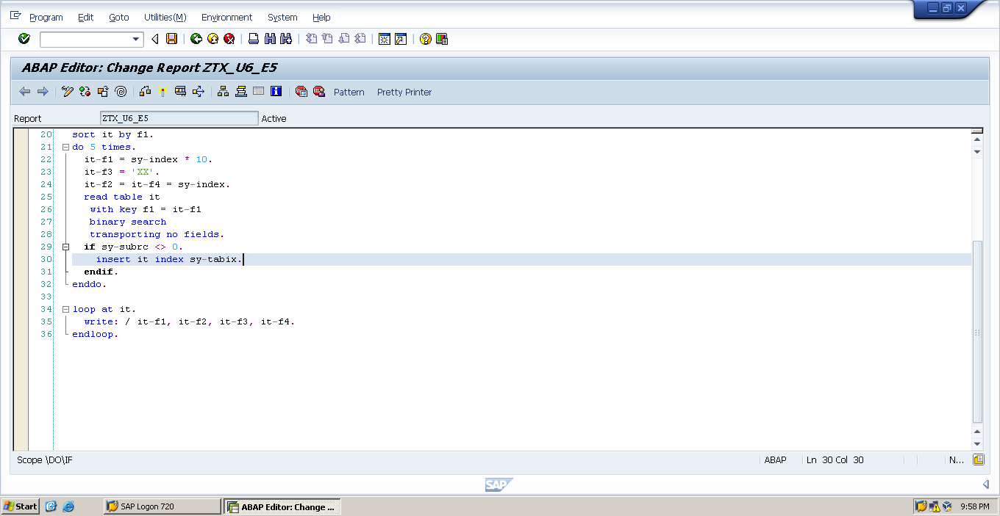 Program Edit Goto Utilities(M) Environment System Help
ABAP Editor: Change Report ZTX_U6_E5
Pattern Pretty Printer
Report ZTX_U6_E5 Active
20 sort it by f1.
21 do 5 times.
22 it-f1 = sy-index * 10.
23 it-f3 = 'XX'.
24 it-f2 = it-f4 = sy-index.
25 read table it
26 with key f1 = it-f1
27 binary search
28 transporting no fields.
29 if sy-subrc <> 0.
30 insert it index sy-tabix.
31 endif.
32 enddo.
33
34 loop at it.
35 write: / it-f1, it-f2, it-f3, it-f4.
36 endloop.
Scope \DO\IF ABAP Ln 30 Col 30 N...
SAP
Start SAP Logon 720 ABAP Editor: Change ... 9:58 PM